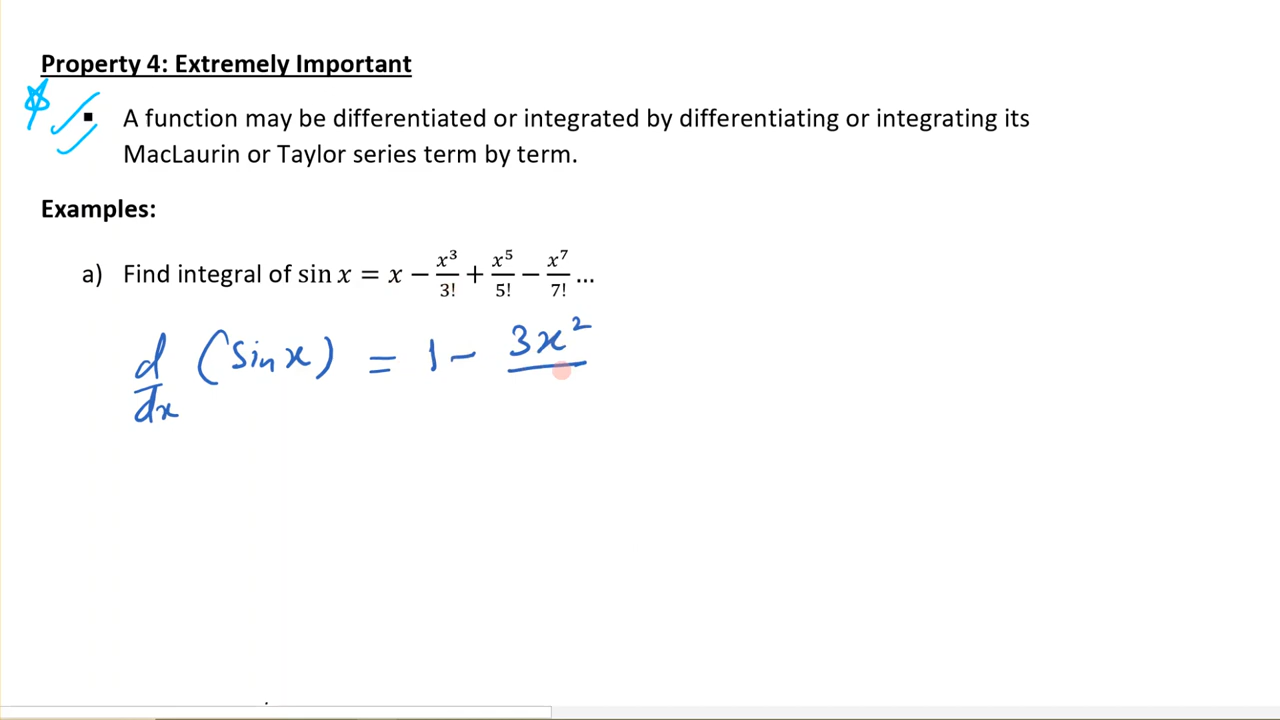 Property 4: Extremely Important
▪ A function may be differentiated or integrated by differentiating or integrating its
MacLaurin or Taylor series term by term.
Examples:
a) Find integral of sin x = x − x³/3! + x⁵/5! − x⁷/7! ...
d/dx (sin x) = 1 − 3x²